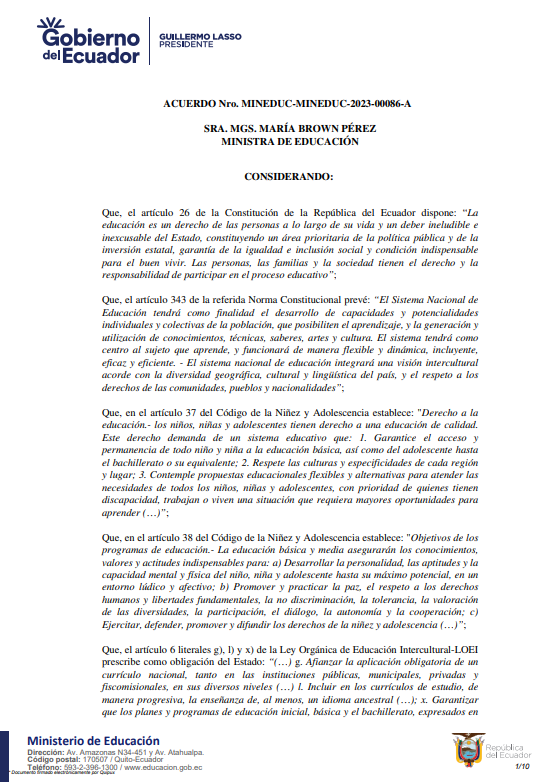 Gobierno
del Ecuador
GUILLERMO LASSO
PRESIDENTE
ACUERDO Nro. MINEDUC-MINEDUC-2023-00086-A
SRA. MGS. MARÍA BROWN PÉREZ
MINISTRA DE EDUCACIÓN
CONSIDERANDO:
Que, el artículo 26 de la Constitución de la República del Ecuador dispone: “La
educación es un derecho de las personas a lo largo de su vida y un deber ineludible e
inexcusable del Estado, constituyendo un área prioritaria de la política pública y de la
inversión estatal, garantía de la igualdad e inclusión social y condición indispensable
para el buen vivir. Las personas, las familias y la sociedad tienen el derecho y la
responsabilidad de participar en el proceso educativo”;
Que, el artículo 343 de la referida Norma Constitucional prevé: “El Sistema Nacional de
Educación tendrá como finalidad el desarrollo de capacidades y potencialidades
individuales y colectivas de la población, que posibiliten el aprendizaje, y la generación y
utilización de conocimientos, técnicas, saberes, artes y cultura. El sistema tendrá como
centro al sujeto que aprende, y funcionará de manera flexible y dinámica, incluyente,
eficaz y eficiente. - El sistema nacional de educación integrará una visión intercultural
acorde con la diversidad geográfica, cultural y lingüística del país, y el respeto a los
derechos de las comunidades, pueblos y nacionalidades”;
Que, en el artículo 37 del Código de la Niñez y Adolescencia establece: "Derecho a la
educación.- los niños, niñas y adolescentes tienen derecho a una educación de calidad.
Este derecho demanda de un sistema educativo que: 1. Garantice el acceso y
permanencia de todo niño y niña a la educación básica, así como del adolescente hasta
el bachillerato o su equivalente; 2. Respete las culturas y especificidades de cada región
y lugar; 3. Contemple propuestas educacionales flexibles y alternativas para atender las
necesidades de todos los niños, niñas y adolescentes, con prioridad de quienes tienen
discapacidad, trabajan o viven una situación que requiera mayores oportunidades para
aprender (…)”;
Que, en el artículo 38 del Código de la Niñez y Adolescencia establece: "Objetivos de los
programas de educación.- La educación básica y media asegurarán los conocimientos,
valores y actitudes indispensables para: a) Desarrollar la personalidad, las aptitudes y la
capacidad mental y física del niño, niña y adolescente hasta su máximo potencial, en un
entorno lúdico y afectivo; b) Promover y practicar la paz, el respeto a los derechos
humanos y libertades fundamentales, la no discriminación, la tolerancia, la valoración
de las diversidades, la participación, el diálogo, la autonomía y la cooperación; c)
Ejercitar, defender, promover y difundir los derechos de la niñez y adolescencia (…)”;
Que, el artículo 6 literales g), l) y x) de la Ley Orgánica de Educación Intercultural-LOEI
prescribe como obligación del Estado: “(…) g. Afianzar la aplicación obligatoria de un
currículo nacional, tanto en las instituciones públicas, municipales, privadas y
fiscomisionales, en sus diversos niveles (…) l. Incluir en los currículos de estudio, de
manera progresiva, la enseñanza de, al menos, un idioma ancestral (…); x. Garantizar
que los planes y programas de educación inicial, básica y el bachillerato, expresados en
Ministerio de Educación
Dirección: Av. Amazonas N34-451 y Av. Atahualpa.
Código postal: 170507 / Quito-Ecuador
Teléfono: 593-2-396-1300 / www.educacion.gob.ec
* Documento firmado electrónicamente por Quipux
República
del Ecuador
1/10